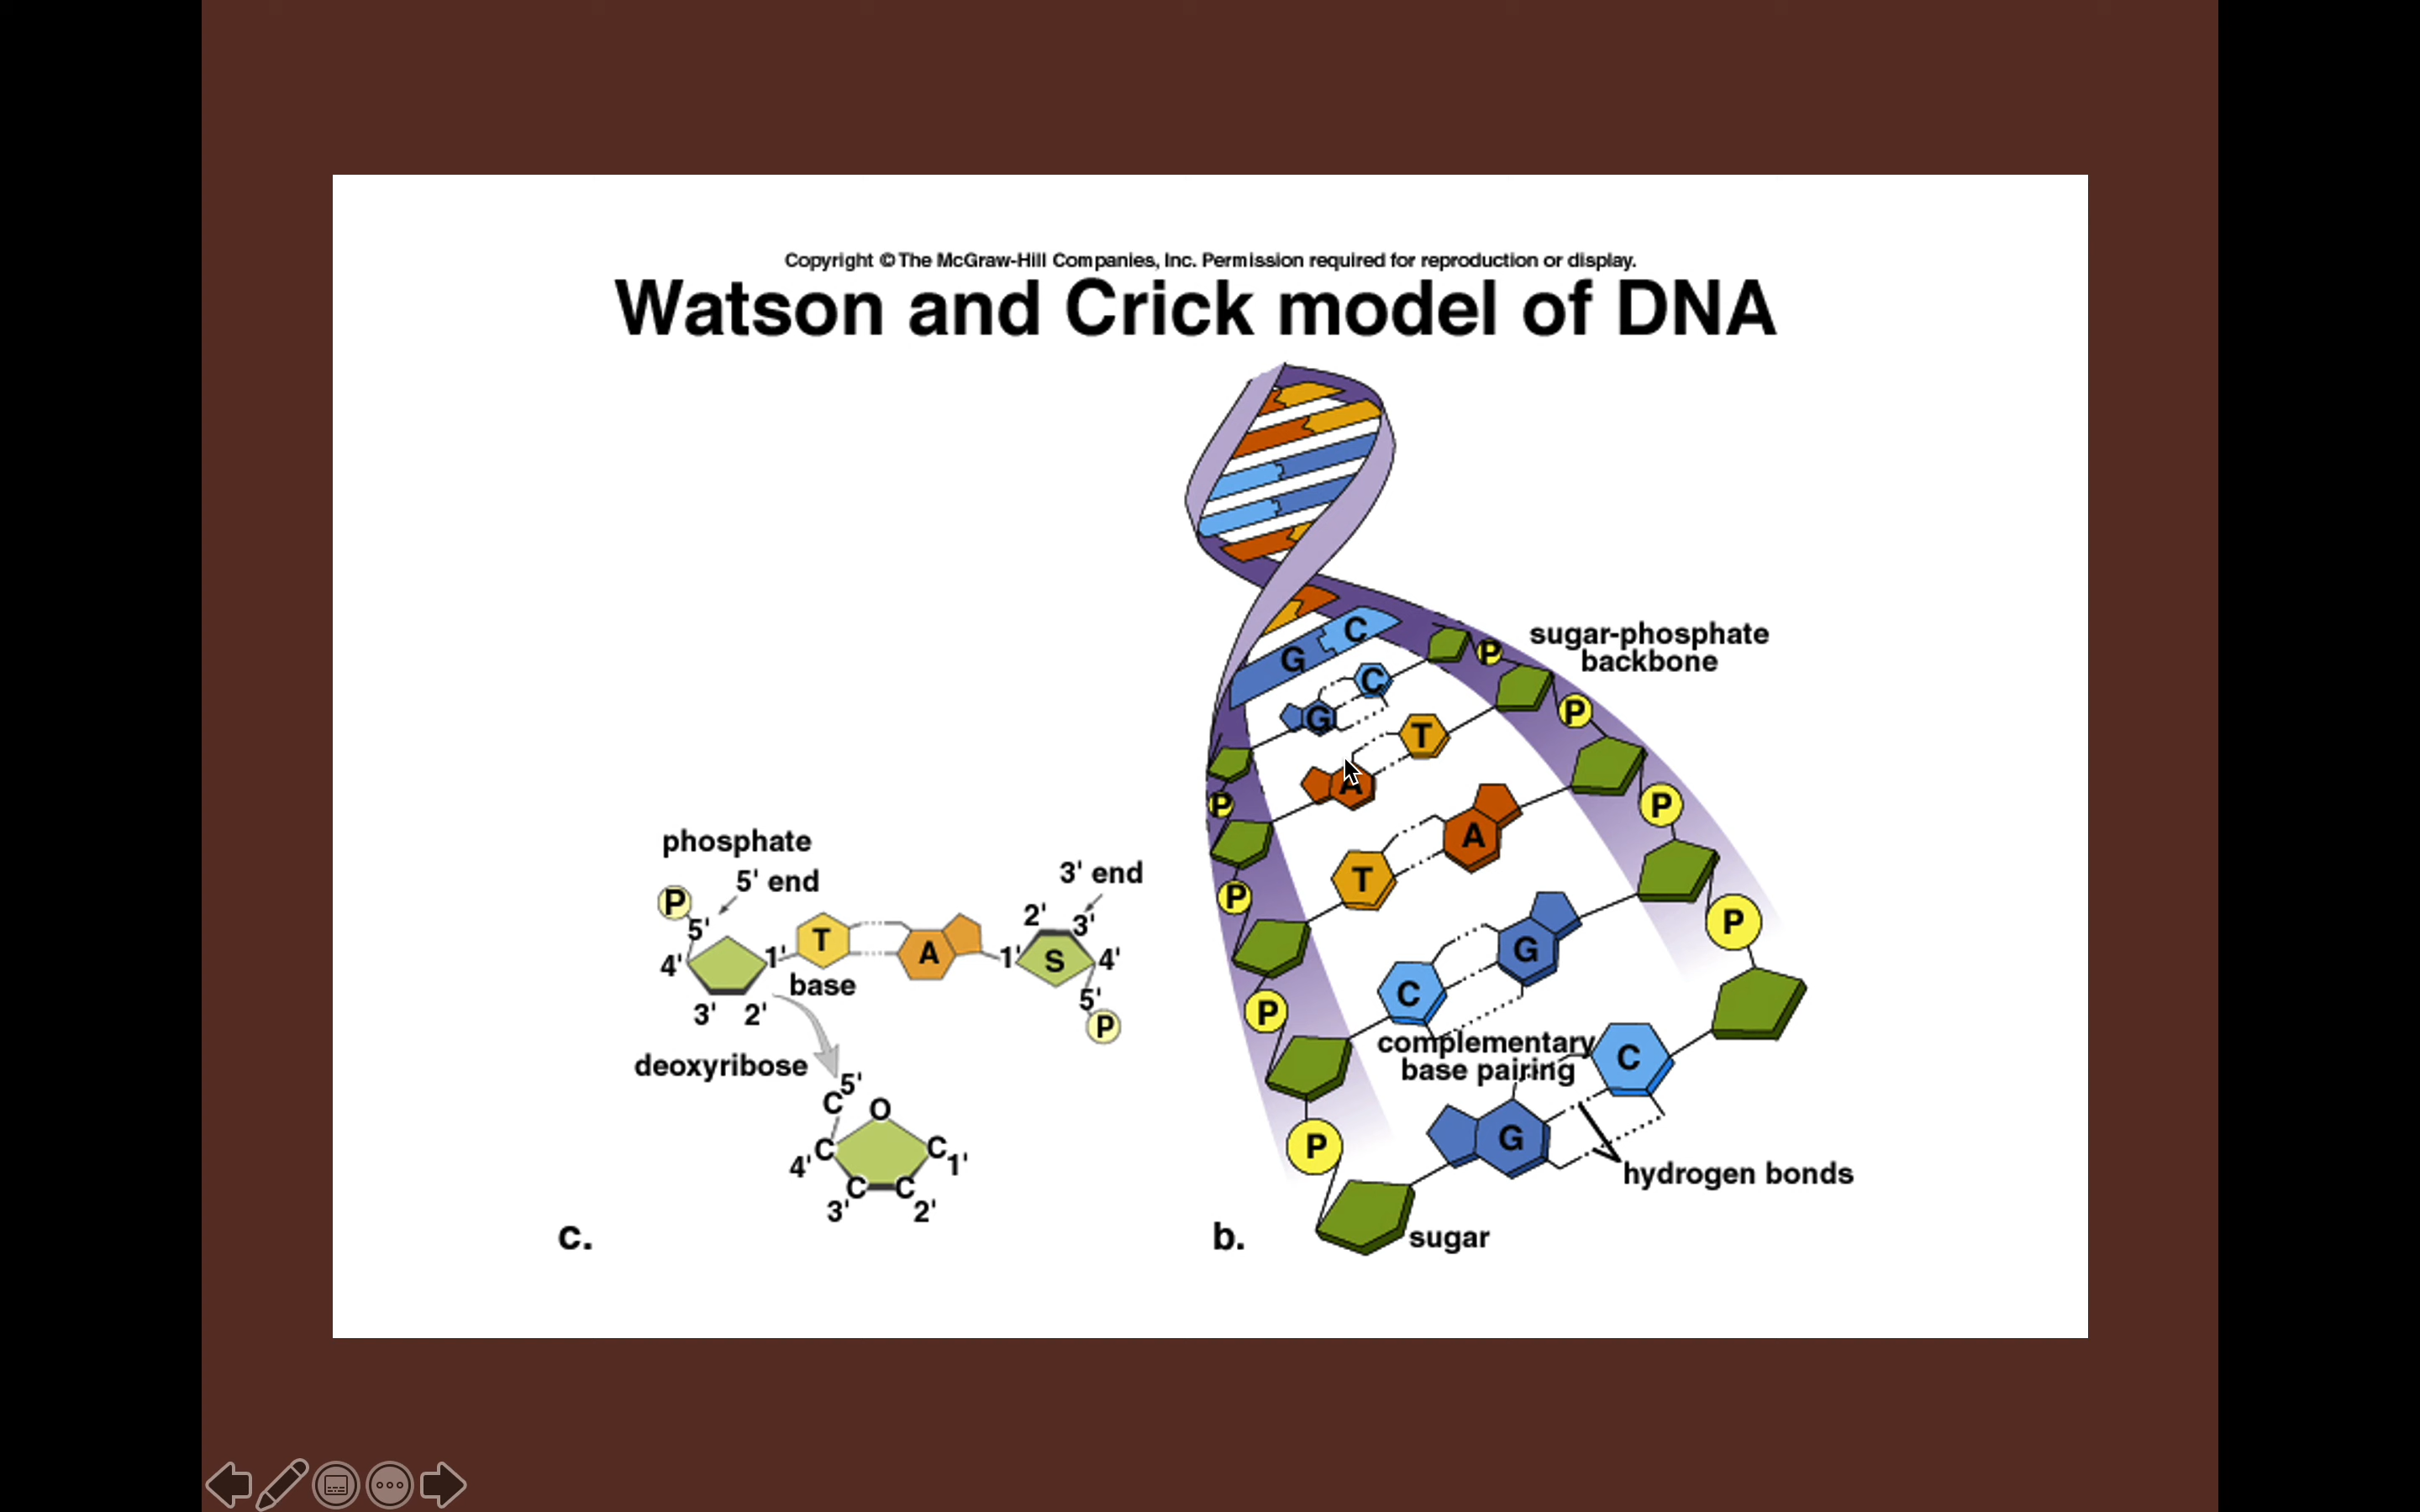 Copyright © The McGraw-Hill Companies, Inc. Permission required for reproduction or display.
Watson and Crick model of DNA
C
G
sugar-phosphate
backbone
P
C
G
P
T
A
P
P
A
T
P
P
G
C
P
complementary
base pairing
C
P
G
hydrogen bonds
sugar
b.
phosphate
5' end
3' end
P
5'
4'
1'
T
A
1'
2'
3'
S
4'
base
3'
2'
5'
P
deoxyribose
5'
C
O
4'
C
C
1'
C
C
3'
2'
c.